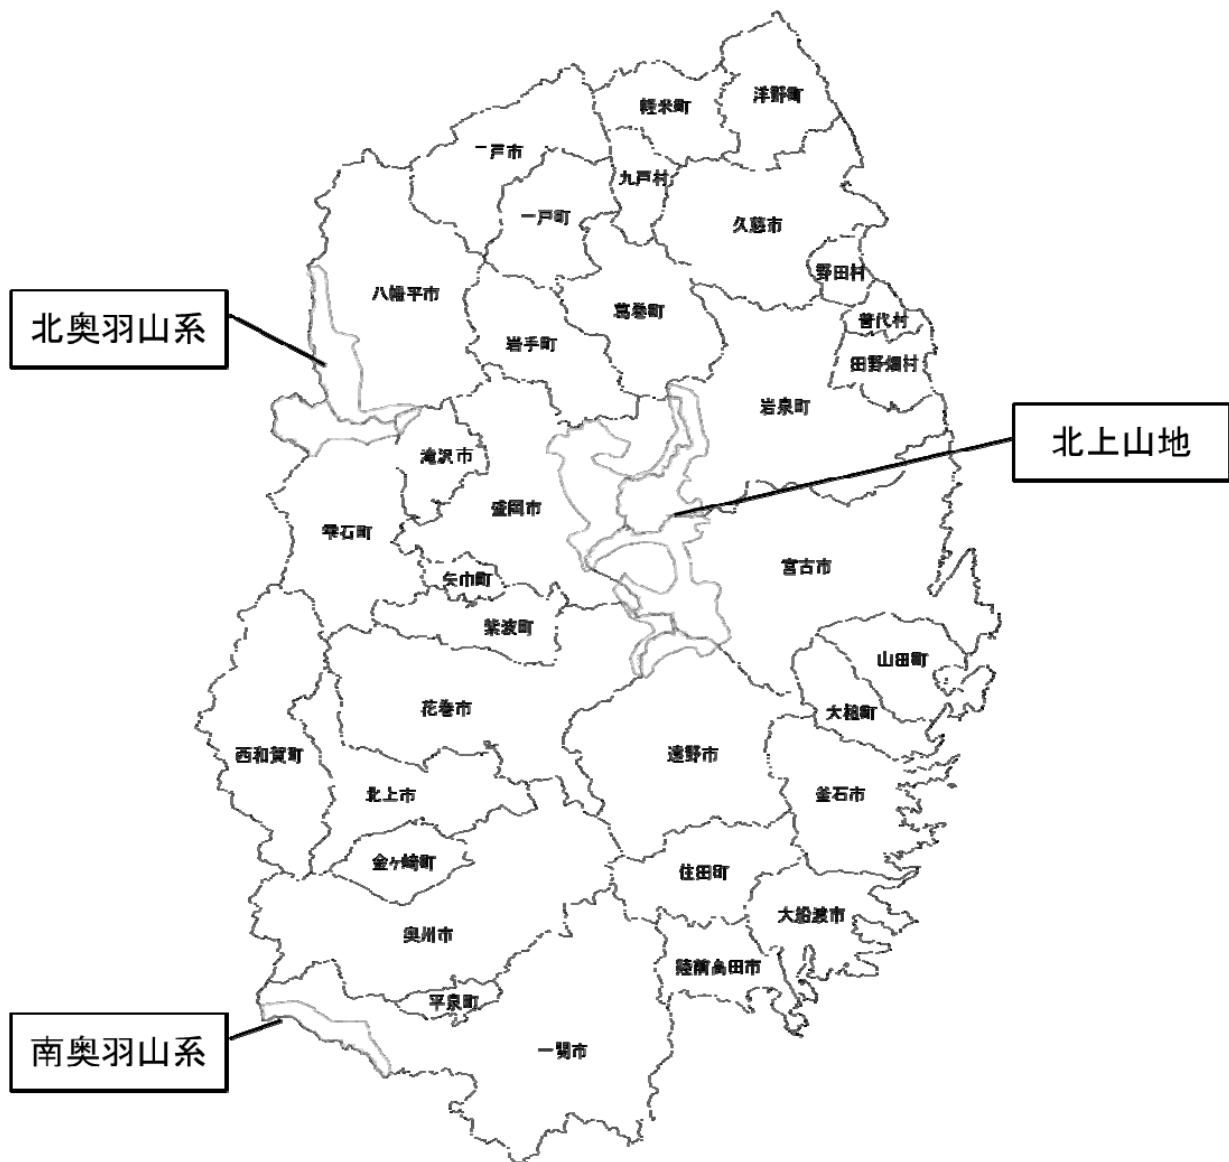 洋野町
軽米町
二戸市
九戸村
一戸町
久慈市
野田村
八幡平市
葛巻町
普代村
北奥羽山系
岩手町
田野畑村
岩泉町
北上山地
滝沢市
盛岡市
雫石町
宮古市
矢巾町
紫波町
山田町
花巻市
大槌町
西和賀町
遠野市
北上市
釜石市
金ヶ崎町
住田町
大船渡市
奥州市
陸前高田市
平泉町
南奥羽山系
一関市